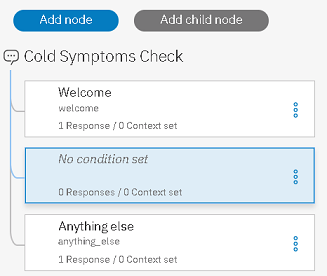 Add node
Add child node
Cold Symptoms Check
Welcome
welcome
1 Response / 0 Context set
No condition set
0 Responses / 0 Context set
Anything else
anything_else
1 Response / 0 Context set